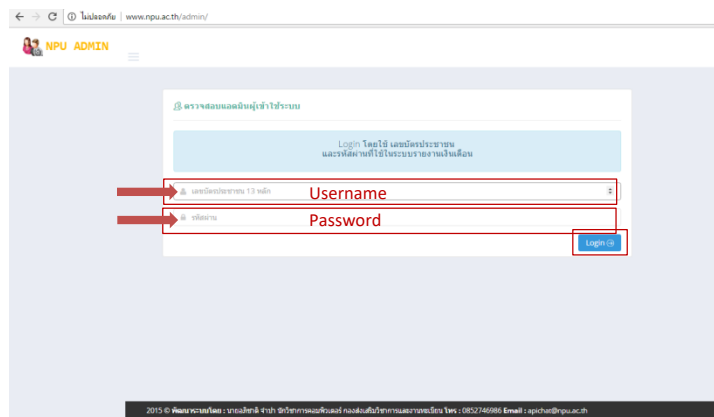 ไม่ปลอดภัย | www.npu.ac.th/admin/
NPU ADMIN
ตรวจสอบแอดมินผู้เข้าใช้ระบบ
Login โดยใช้ เลขบัตรประชาชน
และรหัสผ่านที่ใช้ในระบบรายงานเงินเดือน
เลขบัตรประชาชน 13 หลัก Username
รหัสผ่าน Password
Login
2015 © พัฒนาระบบโดย : นายอภิชาติ นักวิชาการคอมพิวเตอร์ กองส่งเสริมวิชาการและงานทะเบียน โทร : 0852746986 Email : apichat@npu.ac.th